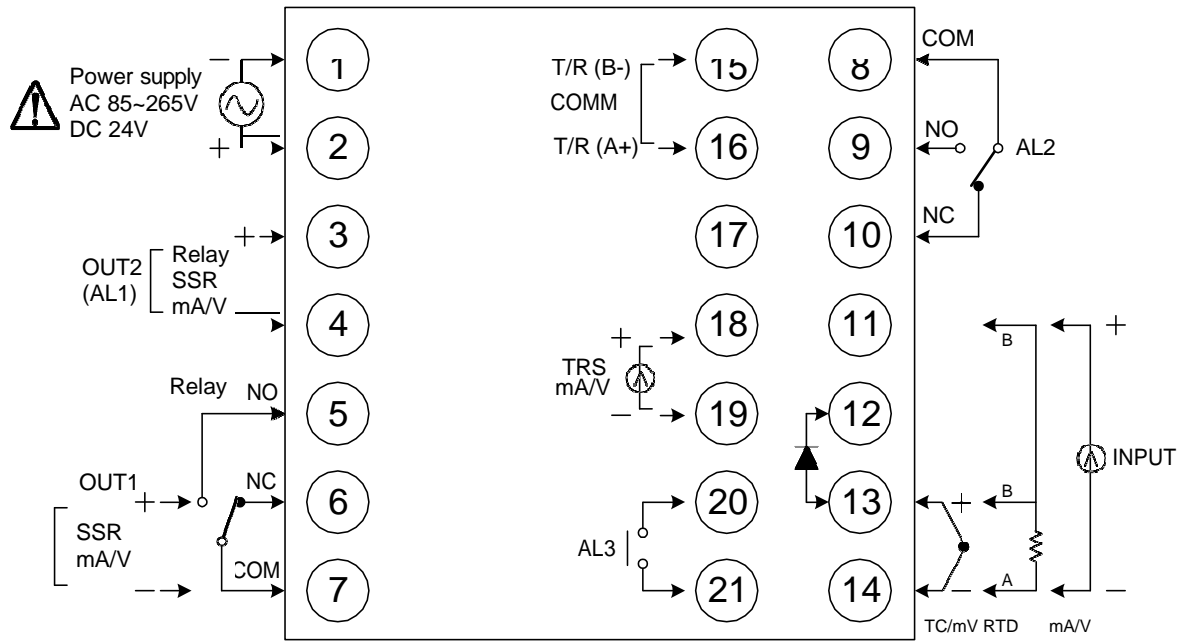 Power supply
AC 85~265V
DC 24V
−
+
1
2
3
4
5
6
7
+
OUT2
(AL1)
Relay
SSR
mA/V
Relay
NO
OUT1
+
NC
SSR
mA/V
−
COM
T/R (B-)
COMM
T/R (A+)
15
16
17
18
19
20
21
+
TRS
mA/V
−
AL3
8
9
10
11
12
13
14
COM
NO
AL2
NC
B
+
INPUT
+
B
−
A
−
TC/mV RTD mA/V